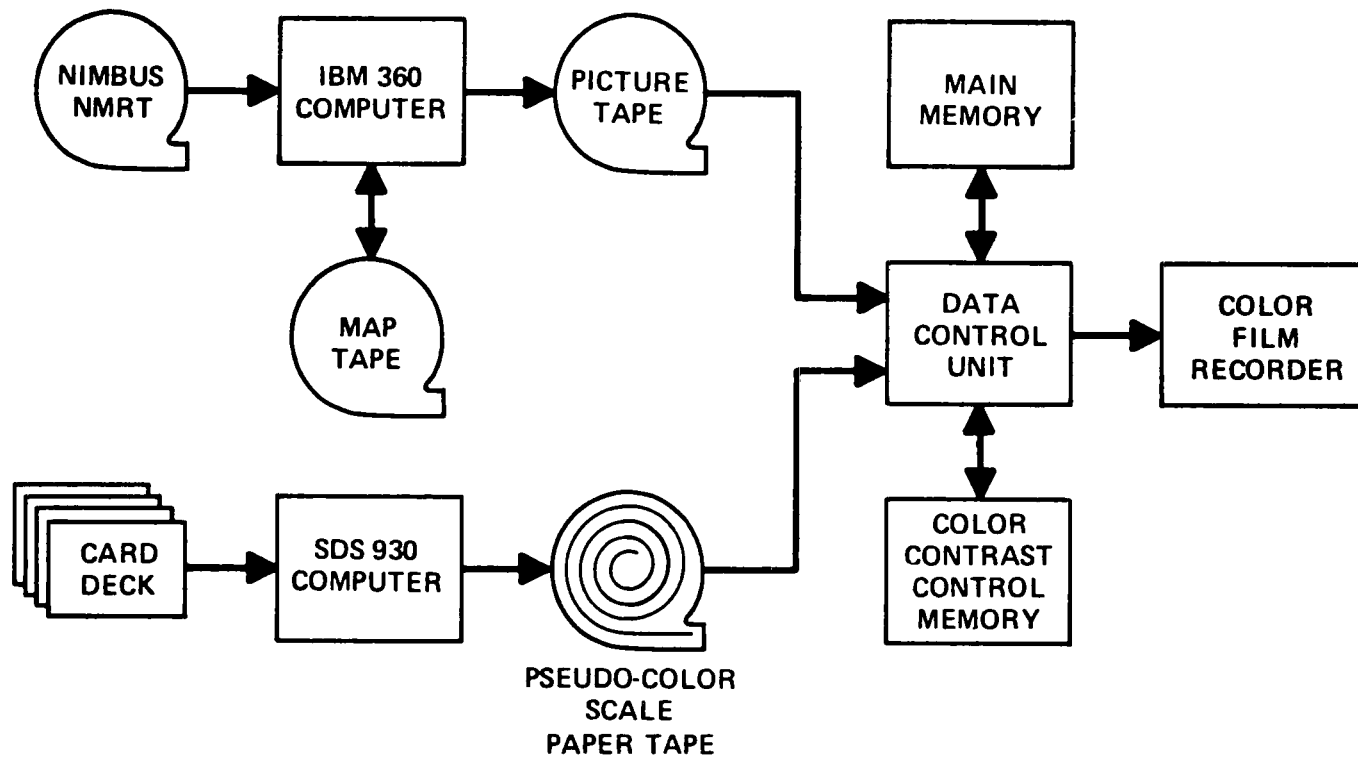 NIMBUS
NMRT
IBM 360
COMPUTER
PICTURE
TAPE
MAIN
MEMORY
MAP
TAPE
DATA
CONTROL
UNIT
COLOR
FILM
RECORDER
CARD
DECK
SDS 930
COMPUTER
PSEUDO-COLOR
SCALE
PAPER TAPE
COLOR
CONTRAST
CONTROL
MEMORY